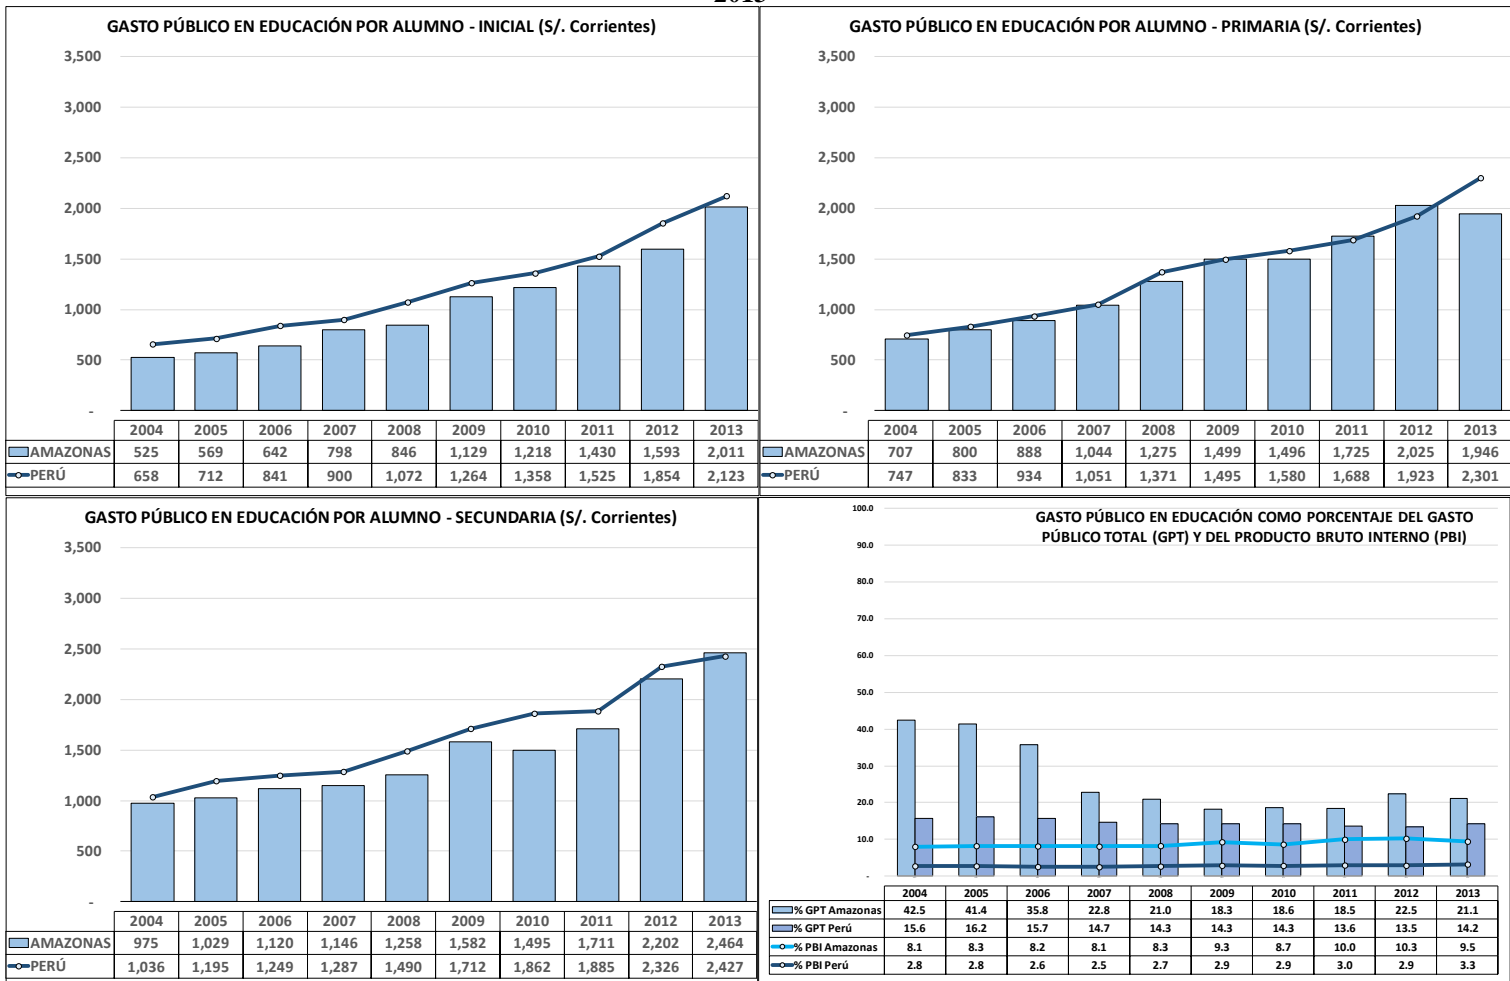 2013
GASTO PÚBLICO EN EDUCACIÓN POR ALUMNO - INICIAL (S/. Corrientes)
3,500
3,000
2,500
2,000
1,500
1,000
500
-
2004 2005 2006 2007 2008 2009 2010 2011 2012 2013
AMAZONAS 525 569 642 798 846 1,129 1,218 1,430 1,593 2,011
PERÚ 658 712 841 900 1,072 1,264 1,358 1,525 1,854 2,123
GASTO PÚBLICO EN EDUCACIÓN POR ALUMNO - PRIMARIA (S/. Corrientes)
3,500
3,000
2,500
2,000
1,500
1,000
500
-
2004 2005 2006 2007 2008 2009 2010 2011 2012 2013
AMAZONAS 707 800 888 1,044 1,275 1,499 1,496 1,725 2,025 1,946
PERÚ 747 833 934 1,051 1,371 1,495 1,580 1,688 1,923 2,301
GASTO PÚBLICO EN EDUCACIÓN POR ALUMNO - SECUNDARIA (S/. Corrientes)
3,500
3,000
2,500
2,000
1,500
1,000
500
-
2004 2005 2006 2007 2008 2009 2010 2011 2012 2013
AMAZONAS 975 1,029 1,120 1,146 1,258 1,582 1,495 1,711 2,202 2,464
PERÚ 1,036 1,195 1,249 1,287 1,490 1,712 1,862 1,885 2,326 2,427
GASTO PÚBLICO EN EDUCACIÓN COMO PORCENTAJE DEL GASTO
PÚBLICO TOTAL (GPT) Y DEL PRODUCTO BRUTO INTERNO (PBI)
100.0
90.0
80.0
70.0
60.0
50.0
40.0
30.0
20.0
10.0
-
2004 2005 2006 2007 2008 2009 2010 2011 2012 2013
% GPT Amazonas 42.5 41.4 35.8 22.8 21.0 18.3 18.6 18.5 22.5 21.1
% GPT Perú 15.6 16.2 15.7 14.7 14.3 14.3 14.3 13.6 13.5 14.2
% PBI Amazonas 8.1 8.3 8.2 8.1 8.3 9.3 8.7 10.0 10.3 9.5
% PBI Perú 2.8 2.8 2.6 2.5 2.7 2.9 2.9 3.0 2.9 3.3